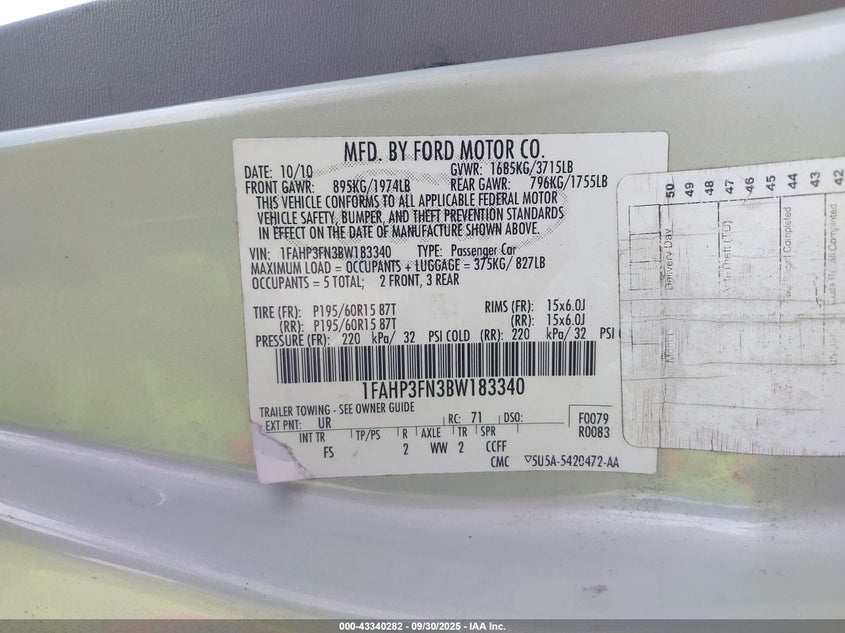 MFD. BY FORD MOTOR CO.
DATE: 10/10 GVWR: 1685KG/3715LB
FRONT GAWR: 895KG/1974LB REAR GAWR: 796KG/1755LB
THIS VEHICLE CONFORMS TO ALL APPLICABLE FEDERAL MOTOR
VEHICLE SAFETY, BUMPER, AND THEFT PREVENTION STANDARDS
IN EFFECT ON THE DATE OF MANUFACTURE SHOWN ABOVE.
VIN: 1FAHP3FN3BW183340 TYPE: Passenger Car
MAXIMUM LOAD = OCCUPANTS + LUGGAGE = 375KG/ 827LB
OCCUPANTS = 5 TOTAL; 2 FRONT, 3 REAR
TIRE (FR): P195/60R15 87T RIMS (FR): 15x6.0J
(RR): P195/60R15 87T (RR): 15x6.0J
PRESSURE (FR): 220 kPa/ 32 PSI COLD (RR): 220 kPa/ 32 PSI
1FAHP3FN3BW183340
TRAILER TOWING - SEE OWNER GUIDE
EXT PNT: UR RC: 71 DSO: F0079
INT TR TP/PS R AXLE TR SPR R0083
FS 2 WW 2 CCFF
CMC ▽5U5A-5420472-AA
50
49
48
47
46
45
44
43
42
Delivery Day
Completed
000-43340282 - 09/30/2025 - IAA Inc.